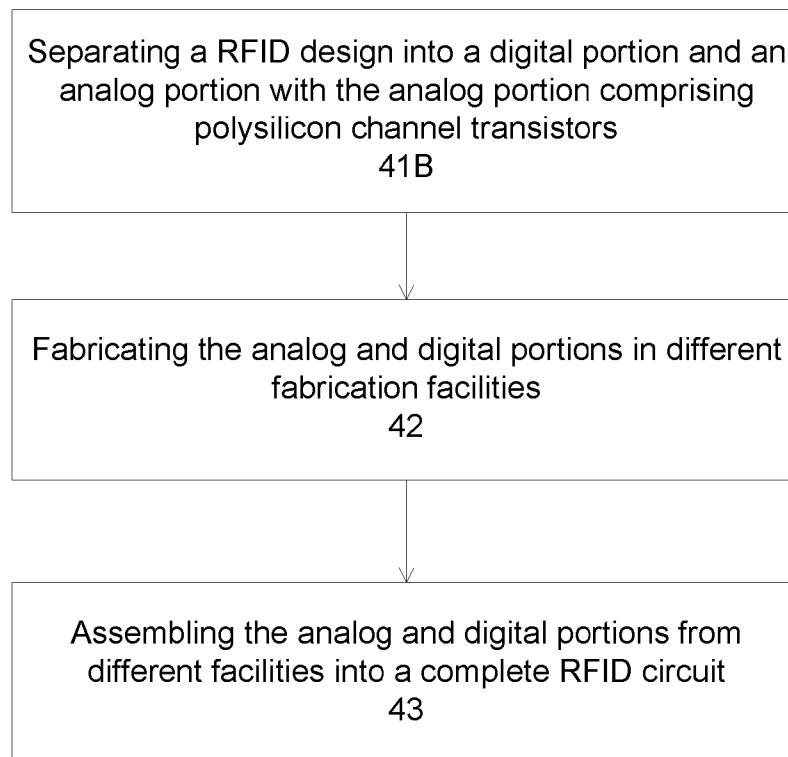 Separating a RFID design into a digital portion and an
analog portion with the analog portion comprising
polysilicon channel transistors
41B
Fabricating the analog and digital portions in different
fabrication facilities
42
Assembling the analog and digital portions from
different facilities into a complete RFID circuit
43